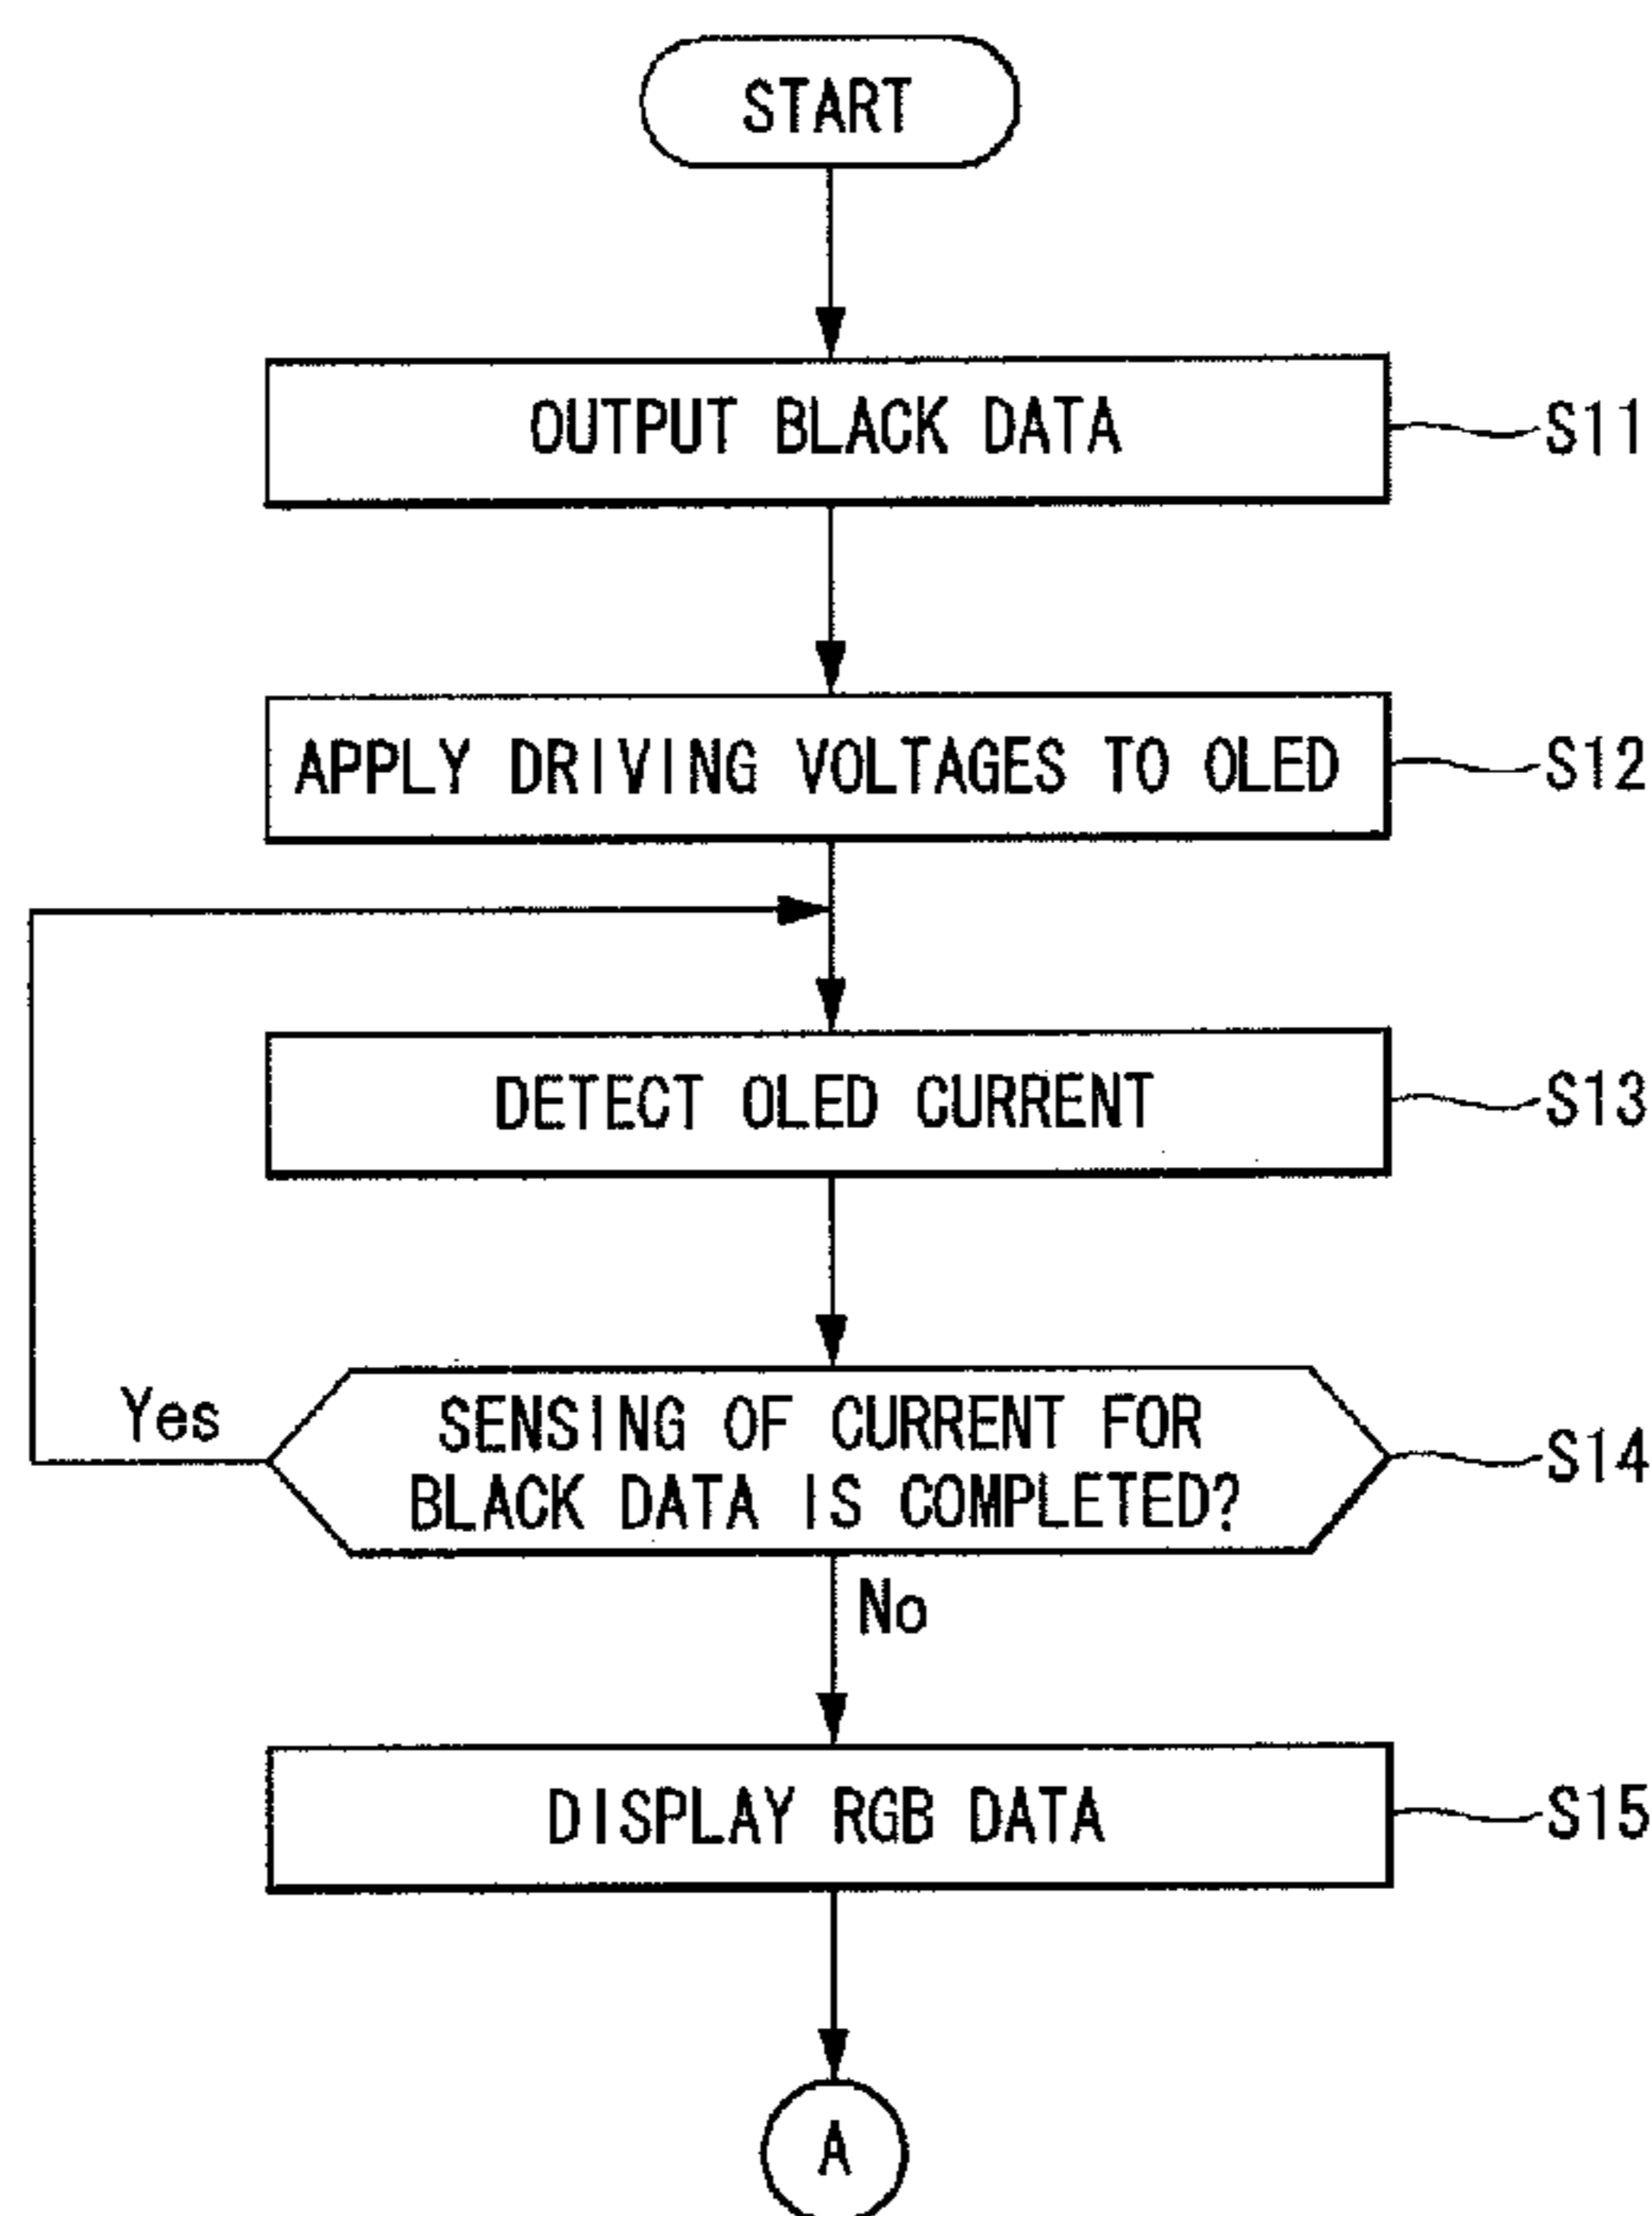 START
OUTPUT BLACK DATA
S11
APPLY DRIVING VOLTAGES TO OLED
S12
DETECT OLED CURRENT
S13
Yes
SENSING OF CURRENT FOR
BLACK DATA IS COMPLETED?
S14
No
DISPLAY RGB DATA
S15
A